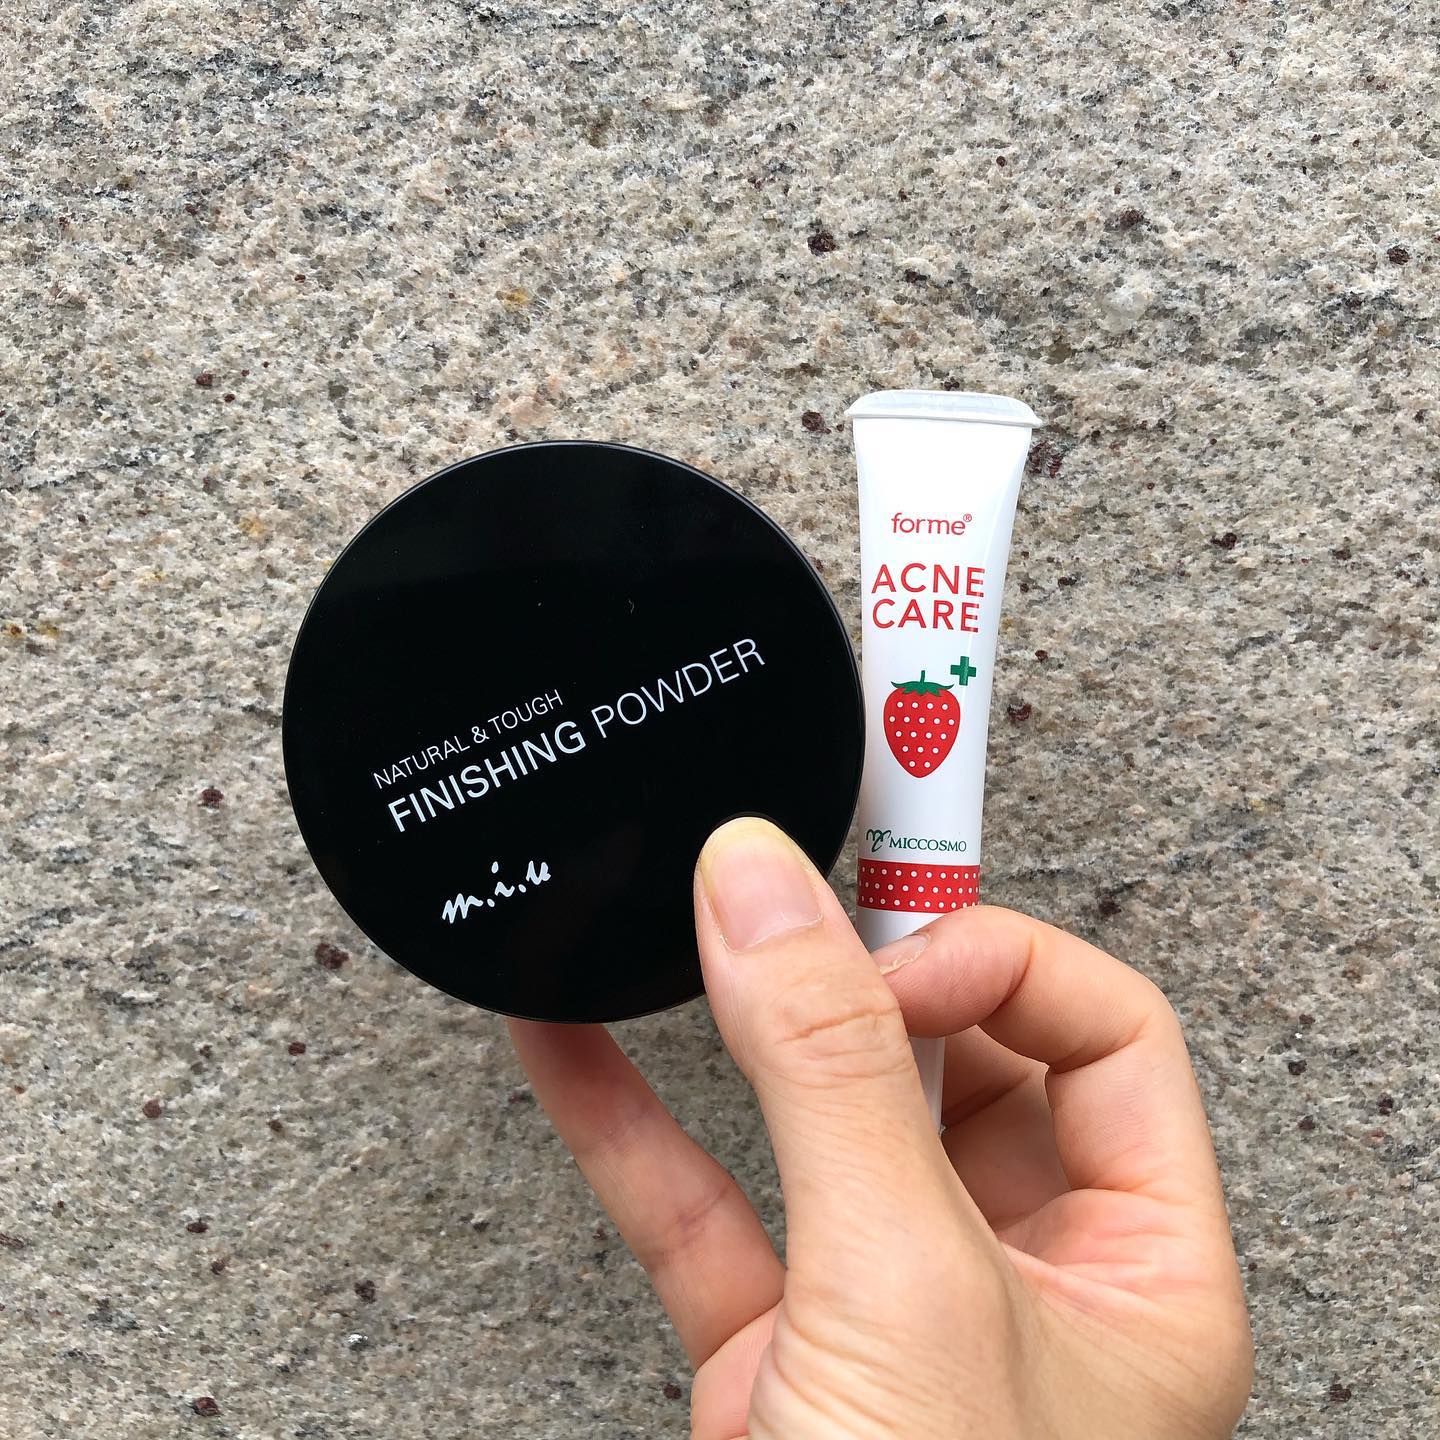 NATURAL & TOUGH
FINISHING POWDER
m.i.u
forme®
ACNE
CARE
MICCOSMO